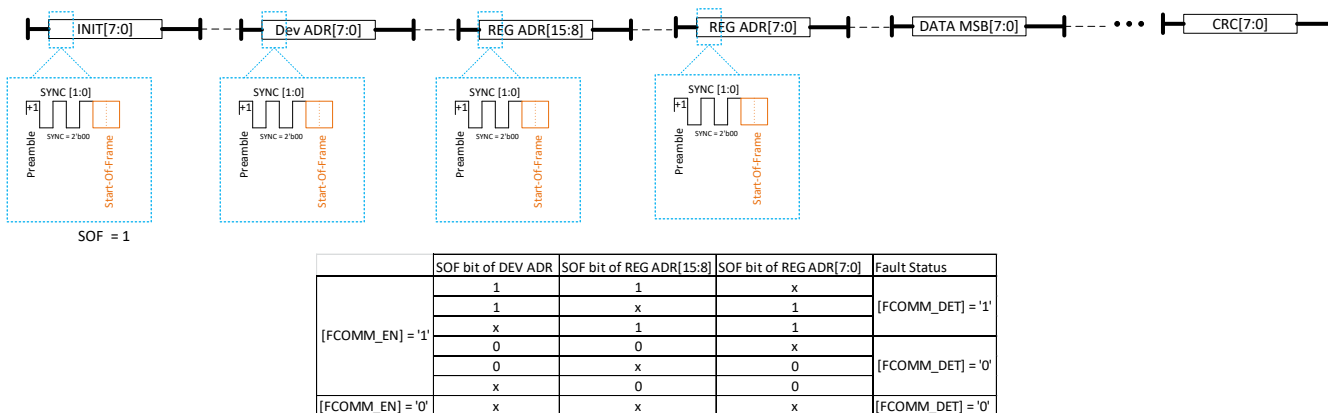 INIT[7:0]
Dev ADR[7:0]
REG ADR[15:8]
REG ADR[7:0]
DATA MSB[7:0]
CRC[7:0]
SYNC [1:0]
+1
SYNC = 2'b00
Preamble
Start-Of-Frame
SYNC [1:0]
+1
SYNC = 2'b00
Preamble
Start-Of-Frame
SYNC [1:0]
+1
SYNC = 2'b00
Preamble
Start-Of-Frame
SYNC [1:0]
+1
SYNC = 2'b00
Preamble
Start-Of-Frame
SOF = 1
SOF bit of DEV ADR SOF bit of REG ADR[15:8] SOF bit of REG ADR[7:0] Fault Status
[FCOMM_EN] = '1'
1 1 x
1 x 1
x 1 1
[FCOMM_DET] = '1'
0 0 x
0 x 0
x 0 0
[FCOMM_DET] = '0'
[FCOMM_EN] = '0' x x x [FCOMM_DET] = '0'